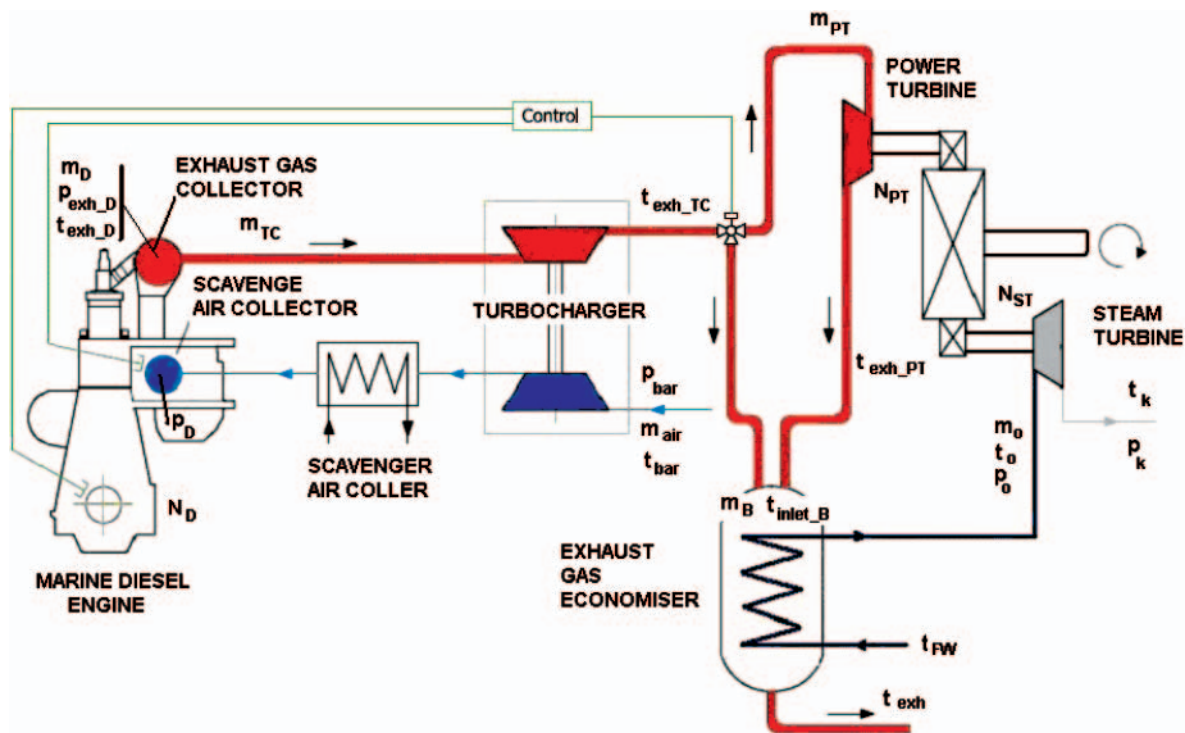 m_PT
POWER
TURBINE
Control
m_D
p_exh_D
t_exh_D
EXHAUST GAS
COLLECTOR
m_TC
t_exh_TC
N_PT
SCAVENGE
AIR COLLECTOR
TURBOCHARGER
N_ST
STEAM
TURBINE
p_bar
t_exh_PT
t_k
p_D
m_air
t_bar
m_o
t_o
p_o
p_k
SCAVENGER
AIR COLLER
N_D
m_B
t_inlet_B
EXHAUST
GAS
ECONOMISER
MARINE DIESEL
ENGINE
t_FW
t_exh